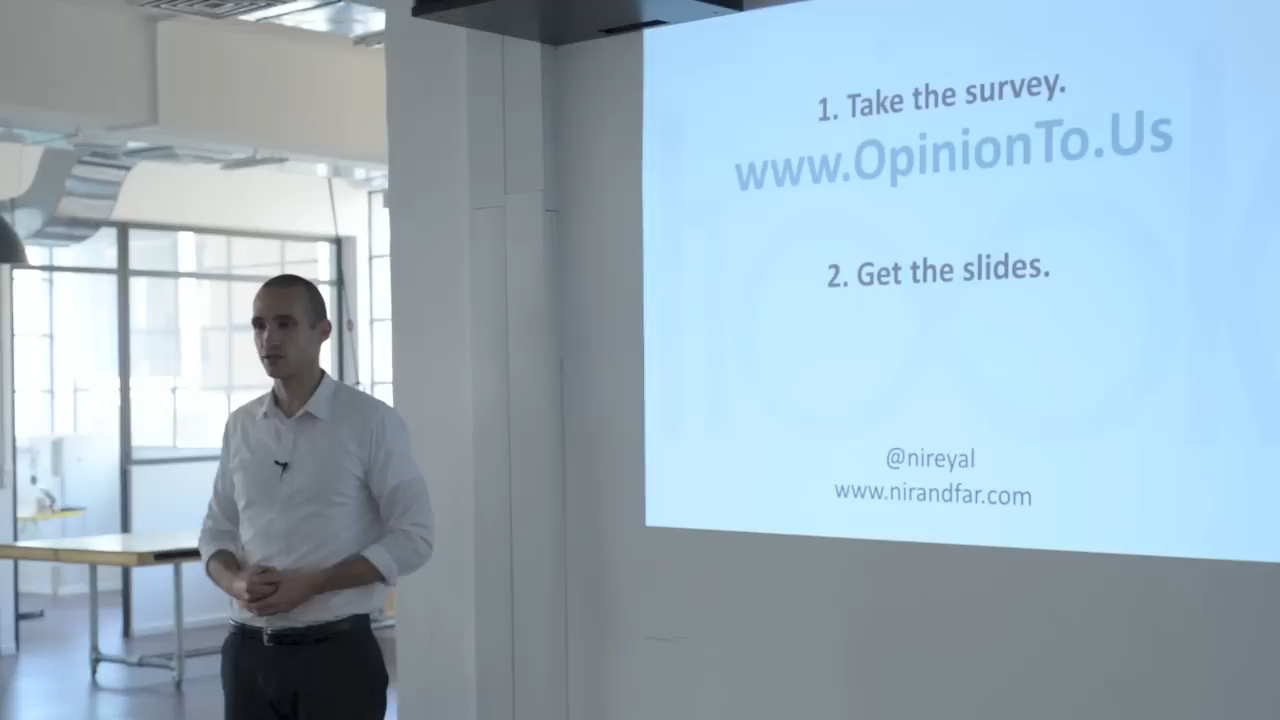 1. Take the survey.
www.OpinionTo.Us
2. Get the slides.
@nireyal
www.nirandfar.com